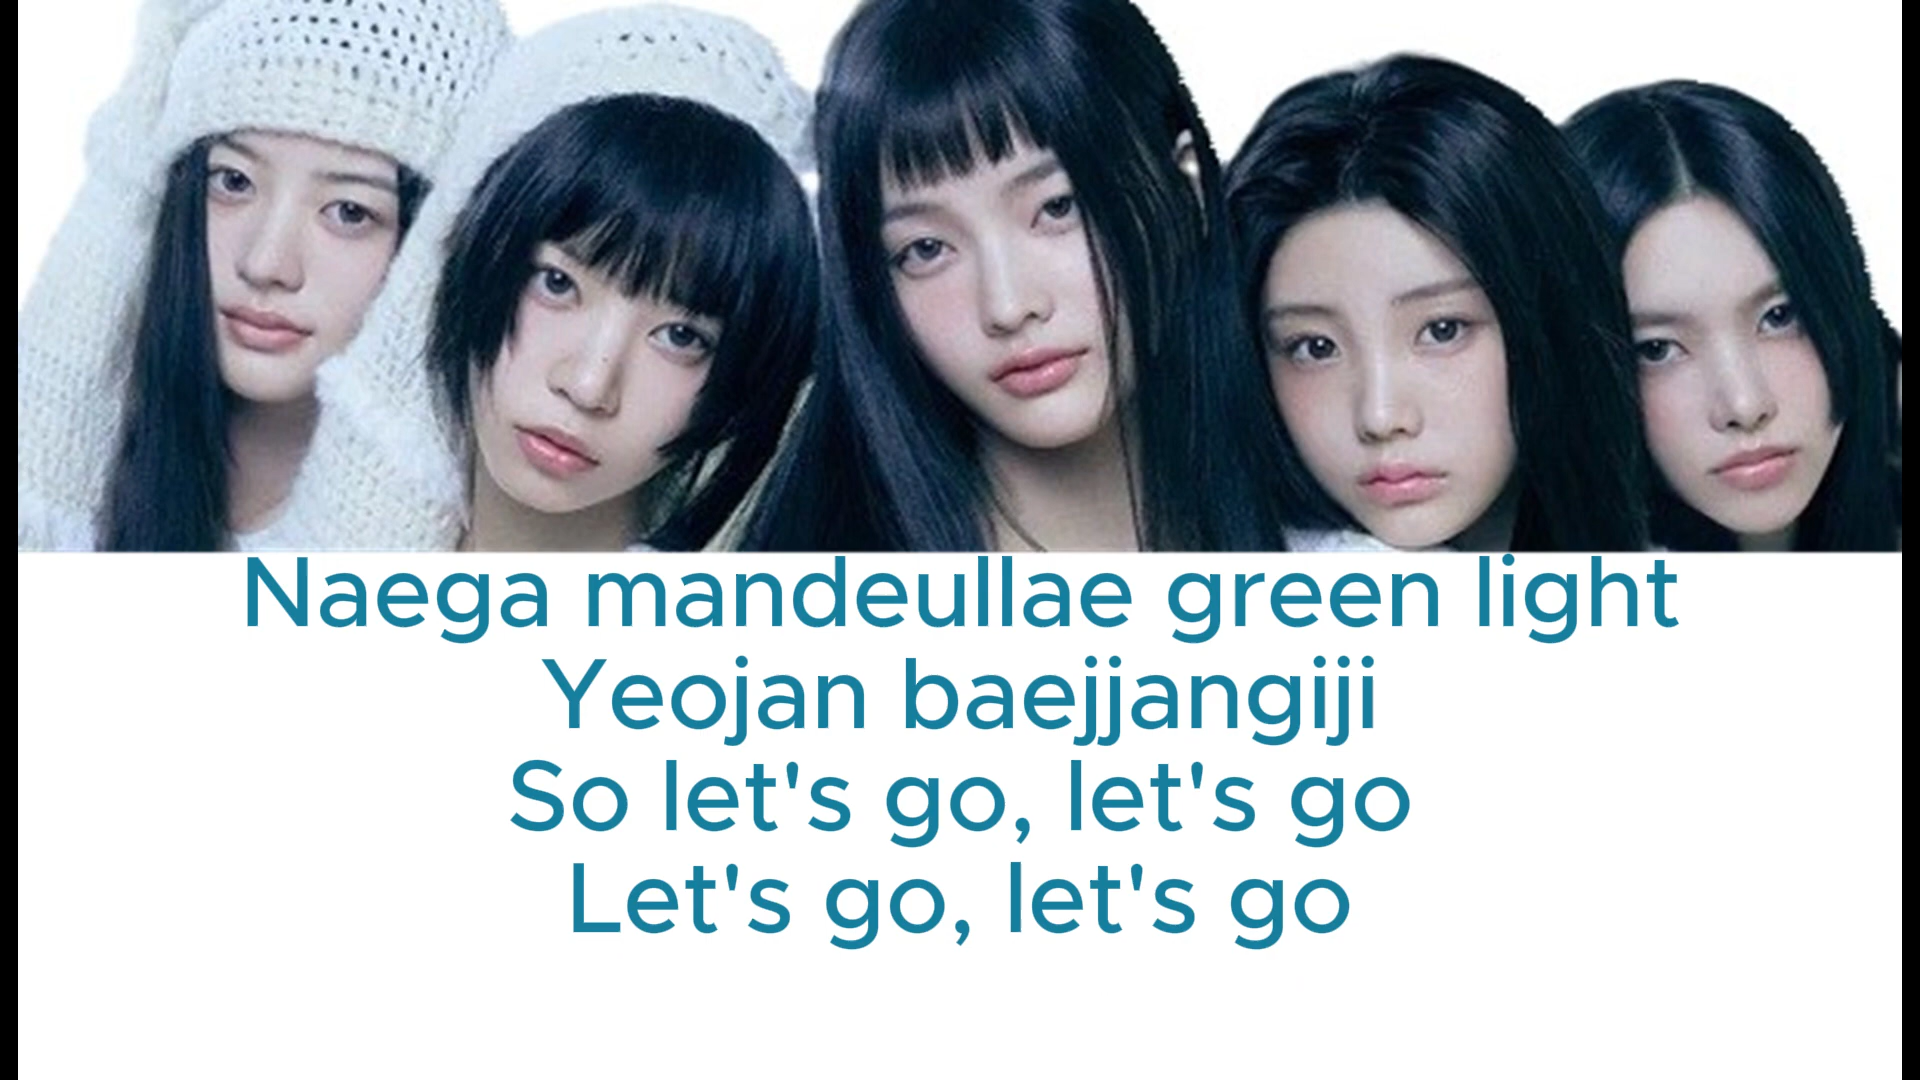 Naega mandeullae green light
Yeojan baejjangiji
So let's go, let's go
Let's go, let's go